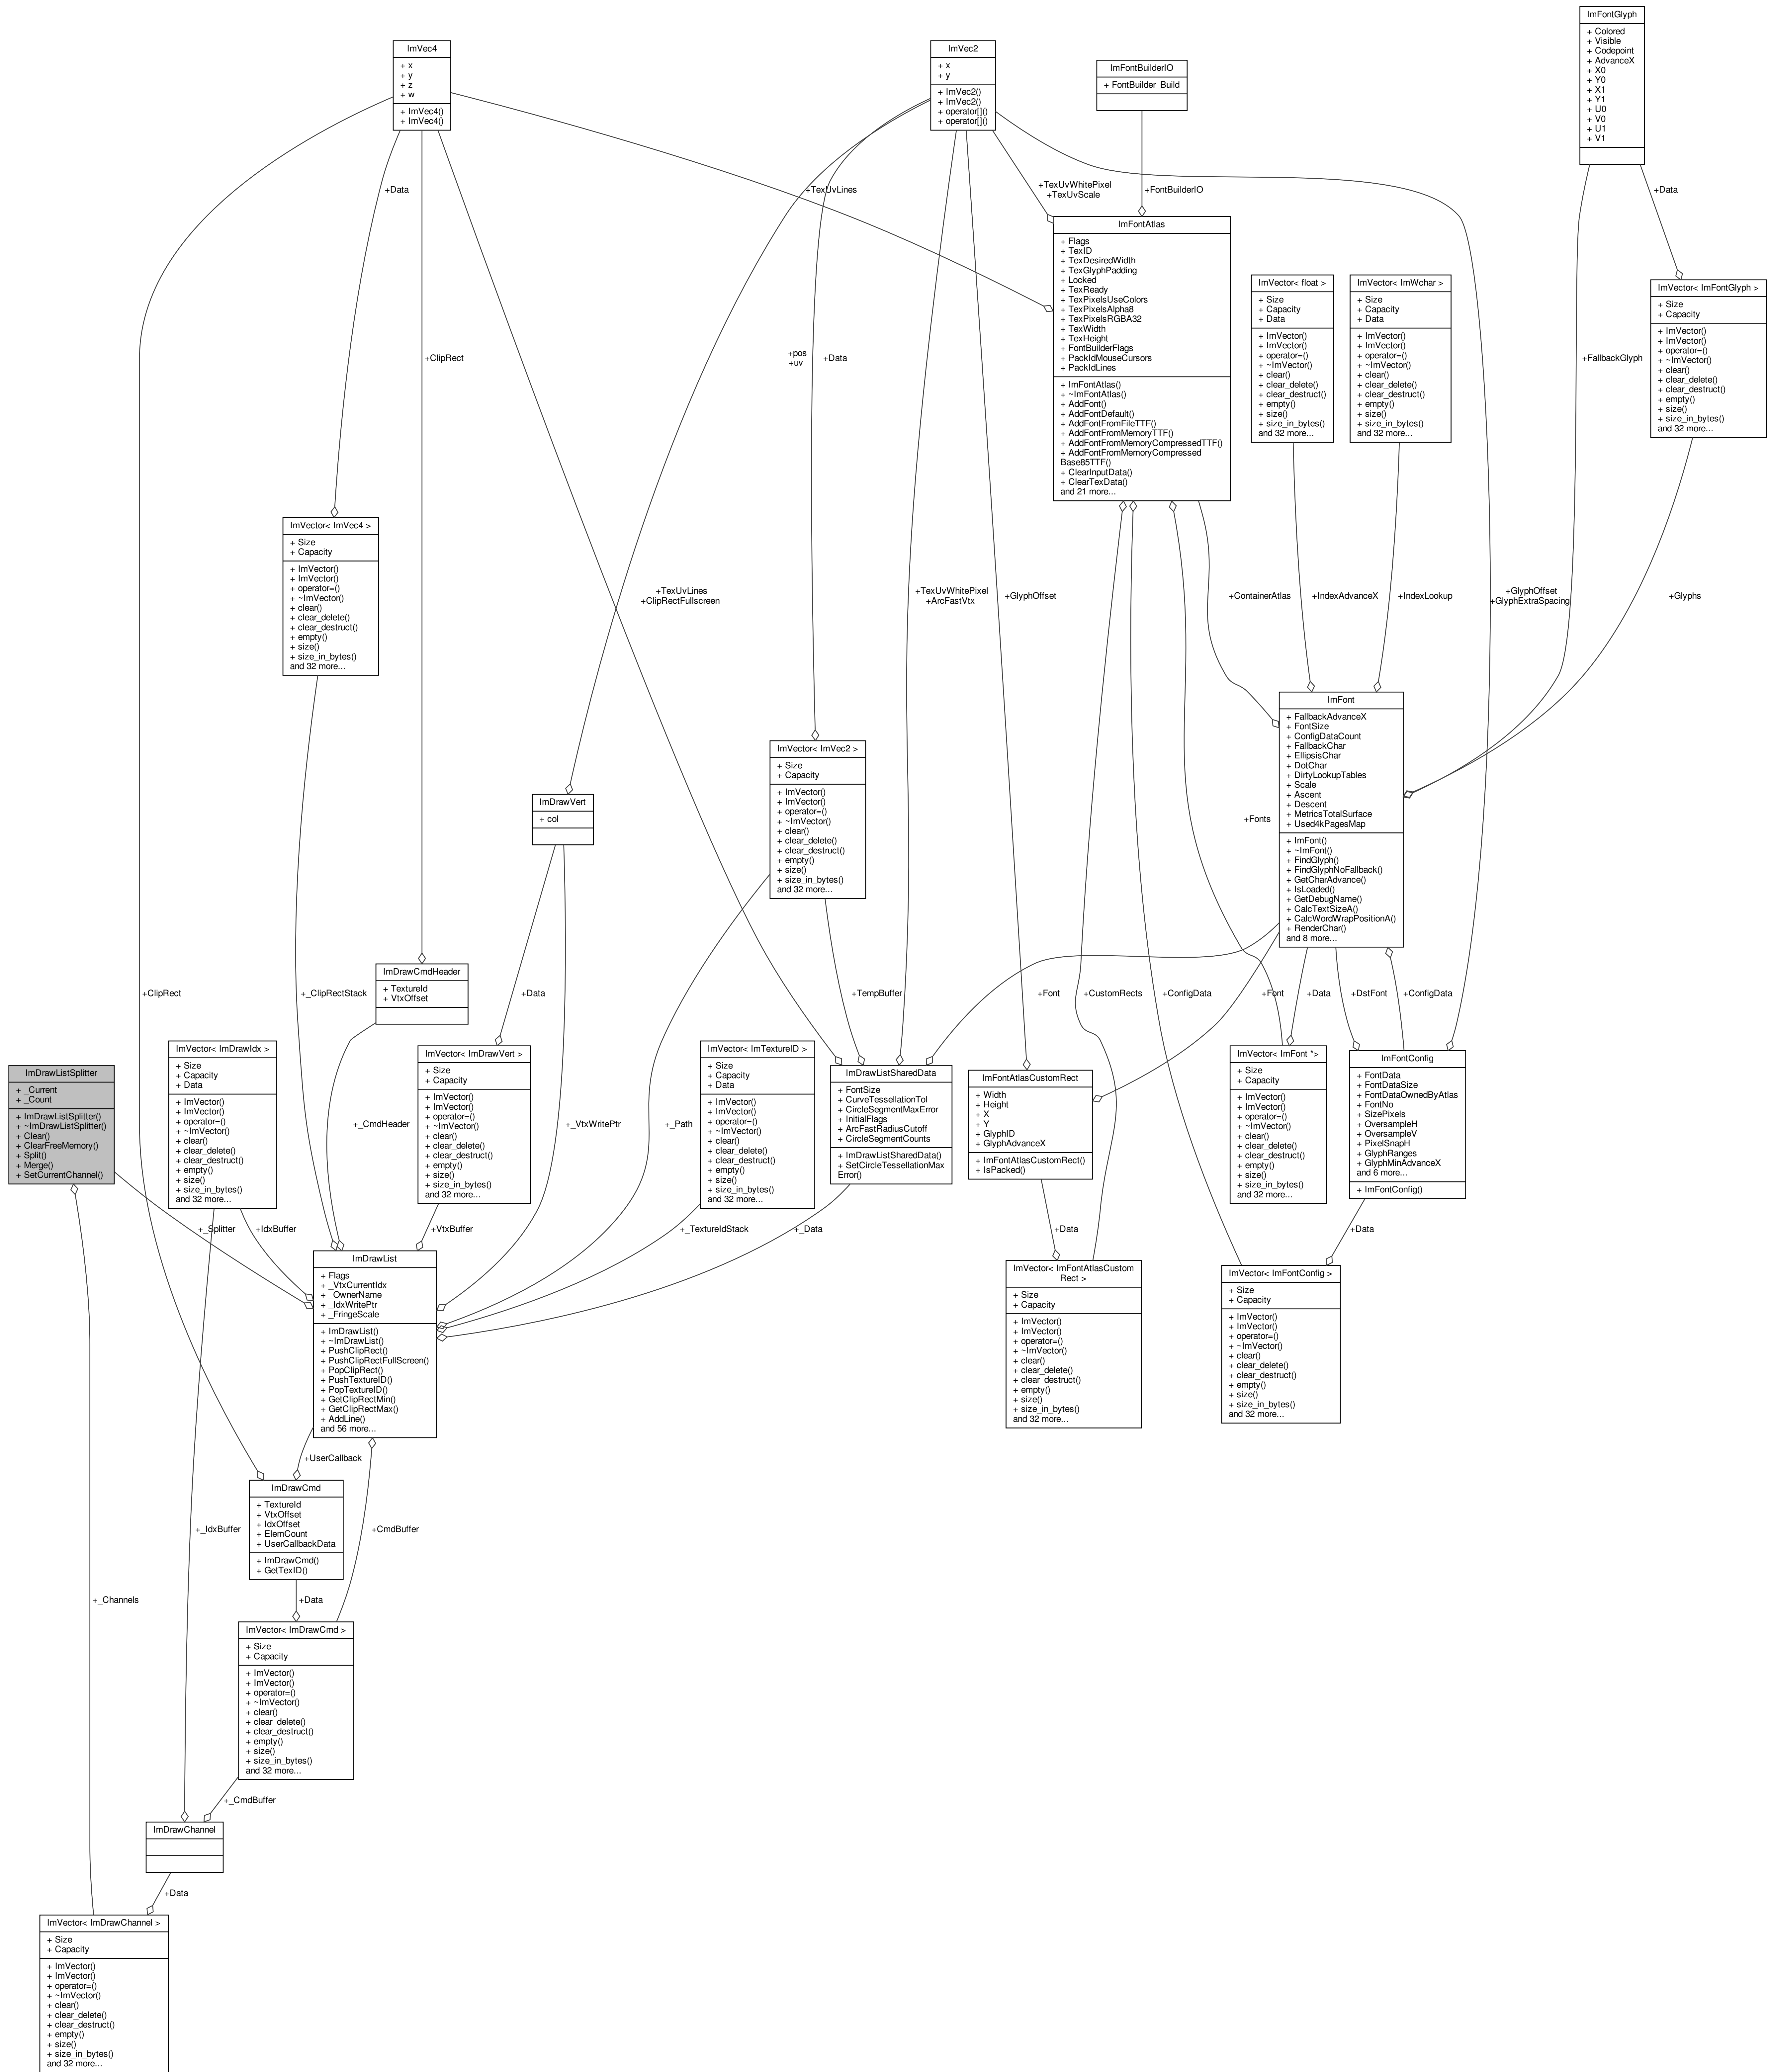 ImFontGlyph
+ Colored
+ Visible
+ Codepoint
+ AdvanceX
+ X0
+ Y0
+ X1
+ Y1
+ U0
+ V0
+ U1
+ V1
ImVec4
+ x
+ y
+ z
+ w
+ ImVec4()
+ ImVec4()
ImVec2
+ x
+ y
+ ImVec2()
+ ImVec2()
+ operator[]()
+ operator[]()
ImFontBuilderIO
+ FontBuilder_Build
+Data
+TexUvLines
+TexUvWhitePixel
+TexUvScale
+FontBuilderIO
+Data
ImFontAtlas
+ Flags
+ TexID
+ TexDesiredWidth
+ TexGlyphPadding
+ Locked
+ TexReady
+ TexPixelsUseColors
+ TexPixelsAlpha8
+ TexPixelsRGBA32
+ TexWidth
+ TexHeight
+ FontBuilderFlags
+ PackIdMouseCursors
+ PackIdLines
+ ImFontAtlas()
+ ~ImFontAtlas()
+ AddFont()
+ AddFontDefault()
+ AddFontFromFileTTF()
+ AddFontFromMemoryTTF()
+ AddFontFromMemoryCompressedTTF()
+ AddFontFromMemoryCompressed
Base85TTF()
+ ClearInputData()
+ ClearTexData()
and 21 more...
ImVector< float >
+ Size
+ Capacity
+ Data
+ ImVector()
+ ImVector()
+ operator=()
+ ~ImVector()
+ clear()
+ clear_delete()
+ clear_destruct()
+ empty()
+ size()
+ size_in_bytes()
and 32 more...
ImVector< ImWchar >
+ Size
+ Capacity
+ Data
+ ImVector()
+ ImVector()
+ operator=()
+ ~ImVector()
+ clear()
+ clear_delete()
+ clear_destruct()
+ empty()
+ size()
+ size_in_bytes()
and 32 more...
ImVector< ImFontGlyph >
+ Size
+ Capacity
+ ImVector()
+ ImVector()
+ operator=()
+ ~ImVector()
+ clear()
+ clear_delete()
+ clear_destruct()
+ empty()
+ size()
+ size_in_bytes()
and 32 more...
+ClipRect
+pos
+uv
+Data
+FallbackGlyph
ImVector< ImVec4 >
+ Size
+ Capacity
+ ImVector()
+ ImVector()
+ operator=()
+ ~ImVector()
+ clear()
+ clear_delete()
+ clear_destruct()
+ empty()
+ size()
+ size_in_bytes()
and 32 more...
+TexUvLines
+ClipRectFullscreen
+TexUvWhitePixel
+ArcFastVtx
+GlyphOffset
+ContainerAtlas
+IndexAdvanceX
+IndexLookup
+GlyphOffset
+GlyphExtraSpacing
+Glyphs
ImFont
+ FallbackAdvanceX
+ FontSize
+ ConfigDataCount
+ FallbackChar
+ EllipsisChar
+ DotChar
+ DirtyLookupTables
+ Scale
+ Ascent
+ Descent
+ MetricsTotalSurface
+ Used4kPagesMap
+ ImFont()
+ ~ImFont()
+ FindGlyph()
+ FindGlyphNoFallback()
+ GetCharAdvance()
+ IsLoaded()
+ GetDebugName()
+ CalcTextSizeA()
+ CalcWordWrapPositionA()
+ RenderChar()
and 8 more...
ImVector< ImVec2 >
+ Size
+ Capacity
+ ImVector()
+ ImVector()
+ operator=()
+ ~ImVector()
+ clear()
+ clear_delete()
+ clear_destruct()
+ empty()
+ size()
+ size_in_bytes()
and 32 more...
ImDrawVert
+ col
+Fonts
ImDrawCmdHeader
+ TextureId
+ VtxOffset
+ClipRect
+_ClipRectStack
+Data
+TempBuffer
+Font
+CustomRects
+ConfigData
+Font
+Data
+DstFont
+ConfigData
ImDrawListSplitter
+ _Current
+ _Count
+ ImDrawListSplitter()
+ ~ImDrawListSplitter()
+ Clear()
+ ClearFreeMemory()
+ Split()
+ Merge()
+ SetCurrentChannel()
ImVector< ImDrawIdx >
+ Size
+ Capacity
+ Data
+ ImVector()
+ ImVector()
+ operator=()
+ ~ImVector()
+ clear()
+ clear_delete()
+ clear_destruct()
+ empty()
+ size()
+ size_in_bytes()
and 32 more...
+_CmdHeader
ImVector< ImDrawVert >
+ Size
+ Capacity
+ ImVector()
+ ImVector()
+ operator=()
+ ~ImVector()
+ clear()
+ clear_delete()
+ clear_destruct()
+ empty()
+ size()
+ size_in_bytes()
and 32 more...
+_VtxWritePtr
+_Path
ImVector< ImTextureID >
+ Size
+ Capacity
+ Data
+ ImVector()
+ ImVector()
+ operator=()
+ ~ImVector()
+ clear()
+ clear_delete()
+ clear_destruct()
+ empty()
+ size()
+ size_in_bytes()
and 32 more...
ImDrawListSharedData
+ FontSize
+ CurveTessellationTol
+ CircleSegmentMaxError
+ InitialFlags
+ ArcFastRadiusCutoff
+ CircleSegmentCounts
+ ImDrawListSharedData()
+ SetCircleTessellationMax
Error()
ImFontAtlasCustomRect
+ Width
+ Height
+ X
+ Y
+ GlyphID
+ GlyphAdvanceX
+ ImFontAtlasCustomRect()
+ IsPacked()
ImVector< ImFont *>
+ Size
+ Capacity
+ ImVector()
+ ImVector()
+ operator=()
+ ~ImVector()
+ clear()
+ clear_delete()
+ clear_destruct()
+ empty()
+ size()
+ size_in_bytes()
and 32 more...
ImFontConfig
+ FontData
+ FontDataSize
+ FontDataOwnedByAtlas
+ FontNo
+ SizePixels
+ OversampleH
+ OversampleV
+ PixelSnapH
+ GlyphRanges
+ GlyphMinAdvanceX
and 6 more...
+ ImFontConfig()
+_Splitter
+IdxBuffer
+VtxBuffer
+_TextureIdStack
+_Data
+Data
+Data
ImDrawList
+ Flags
+ _VtxCurrentIdx
+ _OwnerName
+ _IdxWritePtr
+ _FringeScale
+ ImDrawList()
+ ~ImDrawList()
+ PushClipRect()
+ PushClipRectFullScreen()
+ PopClipRect()
+ PushTextureID()
+ PopTextureID()
+ GetClipRectMin()
+ GetClipRectMax()
+ AddLine()
and 56 more...
ImVector< ImFontAtlasCustom
Rect >
+ Size
+ Capacity
+ ImVector()
+ ImVector()
+ operator=()
+ ~ImVector()
+ clear()
+ clear_delete()
+ clear_destruct()
+ empty()
+ size()
+ size_in_bytes()
and 32 more...
ImVector< ImFontConfig >
+ Size
+ Capacity
+ ImVector()
+ ImVector()
+ operator=()
+ ~ImVector()
+ clear()
+ clear_delete()
+ clear_destruct()
+ empty()
+ size()
+ size_in_bytes()
and 32 more...
+UserCallback
ImDrawCmd
+ TextureId
+ VtxOffset
+ IdxOffset
+ ElemCount
+ UserCallbackData
+ ImDrawCmd()
+ GetTexID()
+_IdxBuffer
+CmdBuffer
+_Channels
+Data
ImVector< ImDrawCmd >
+ Size
+ Capacity
+ ImVector()
+ ImVector()
+ operator=()
+ ~ImVector()
+ clear()
+ clear_delete()
+ clear_destruct()
+ empty()
+ size()
+ size_in_bytes()
and 32 more...
+_CmdBuffer
ImDrawChannel
+Data
ImVector< ImDrawChannel >
+ Size
+ Capacity
+ ImVector()
+ ImVector()
+ operator=()
+ ~ImVector()
+ clear()
+ clear_delete()
+ clear_destruct()
+ empty()
+ size()
+ size_in_bytes()
and 32 more...